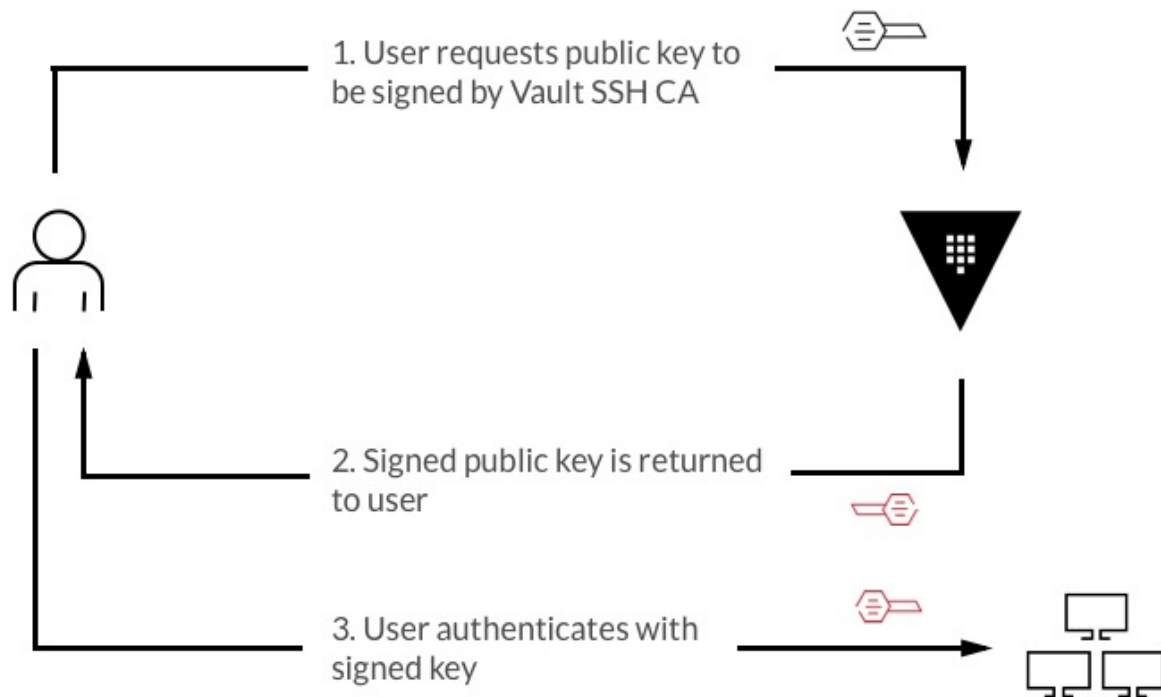 1. User requests public key to
be signed by Vault SSH CA
2. Signed public key is returned
to user
3. User authenticates with
signed key